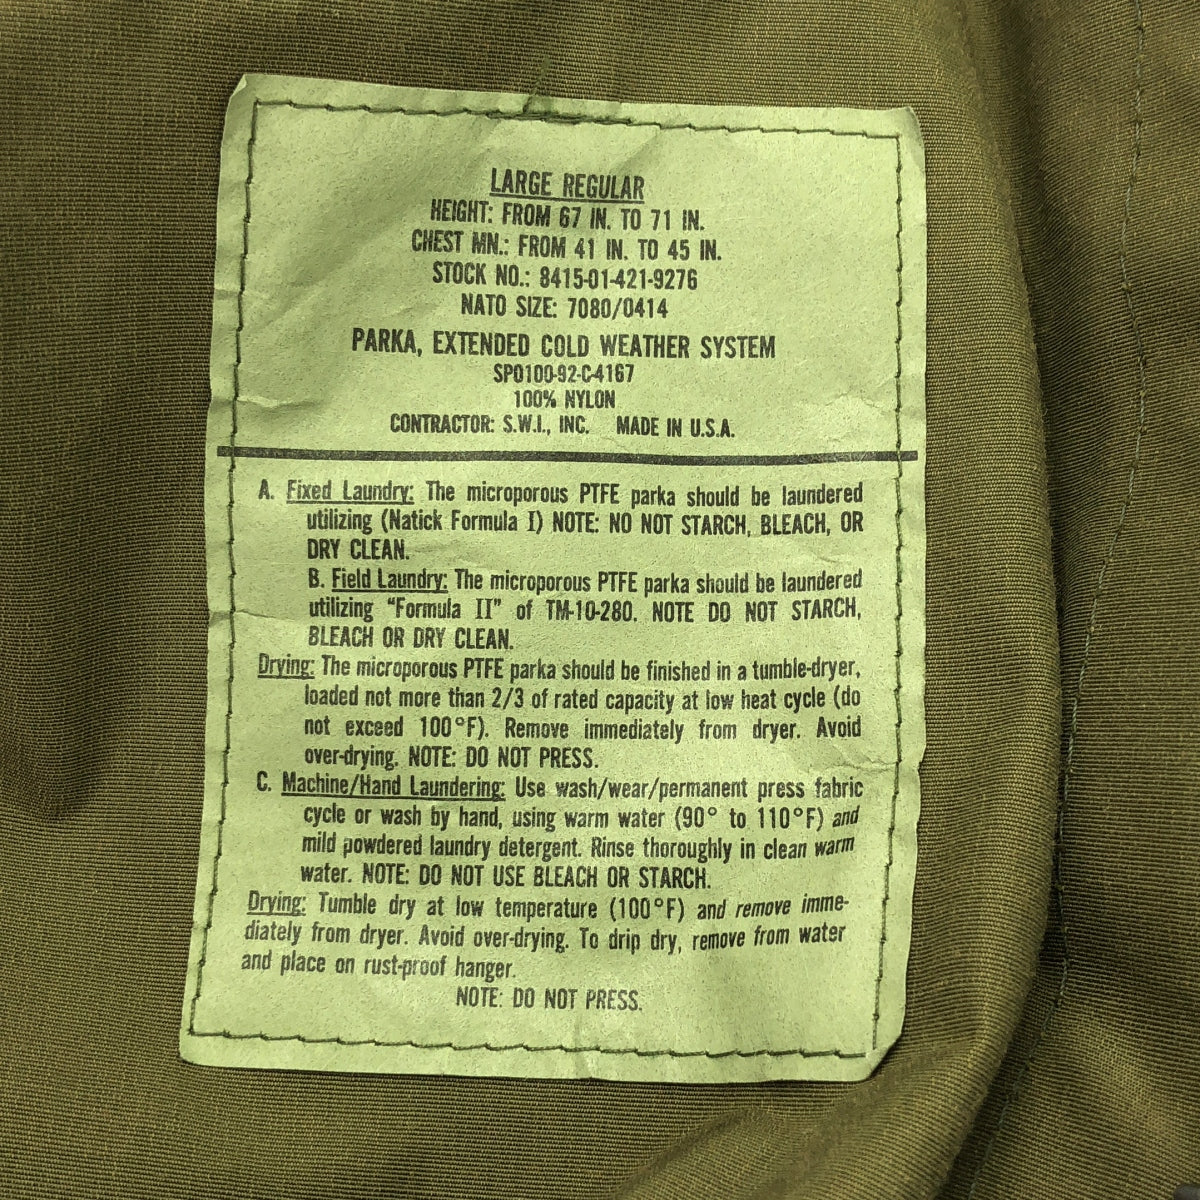 LARGE REGULAR
HEIGHT: FROM 67 IN. TO 71 IN.
CHEST MN.: FROM 41 IN. TO 45 IN.
STOCK NO.: 8415-01-421-9276
NATO SIZE: 7080/0414
PARKA, EXTENDED COLD WEATHER SYSTEM
SPO100-92-C-4167
100% NYLON
CONTRACTOR: S.W.I., INC. MADE IN U.S.A.
A. Fixed Laundry: The microporous PTFE parka should be laundered
utilizing (Natick Formula I) NOTE: NO NOT STARCH, BLEACH, OR
DRY CLEAN.
B. Field Laundry: The microporous PTFE parka should be laundered
utilizing "Formula II" of TM-10-280. NOTE DO NOT STARCH,
BLEACH OR DRY CLEAN.
Drying: The microporous PTFE parka should be finished in a tumble-dryer,
loaded not more than 2/3 of rated capacity at low heat cycle (do
not exceed 100°F). Remove immediately from dryer. Avoid
over-drying. NOTE: DO NOT PRESS.
C. Machine/Hand Laundering: Use wash/wear/permanent press fabric
cycle or wash by hand, using warm water (90° to 110°F) and
mild powdered laundry detergent. Rinse thoroughly in clean warm
water. NOTE: DO NOT USE BLEACH OR STARCH.
Drying: Tumble dry at low temperature (100°F) and remove imme-
diately from dryer. Avoid over-drying. To drip dry, remove from water
and place on rust-proof hanger.
NOTE: DO NOT PRESS.